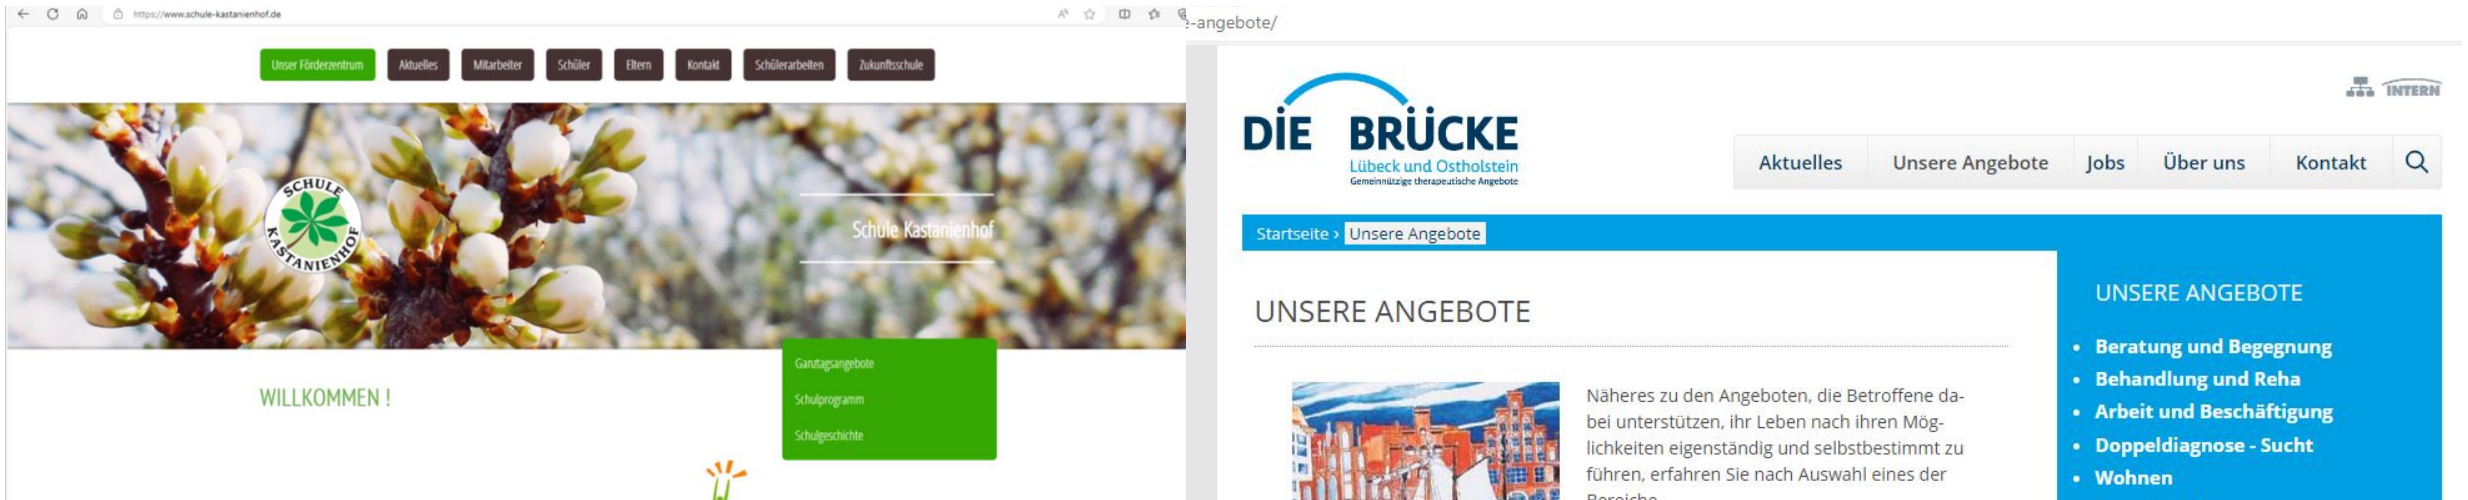 https://www.schule-kastanienhof.de
Unser Förderzentrum
Aktuelles
Mitarbeiter
Schüler
Eltern
Kontakt
Schülerarbeiten
Zukunftsschule
SCHULE
KASTANIENHOF
Schule Kastanienhof
Ganztagsangebote
Schulprogramm
Schulgeschichte
WILLKOMMEN !
-angebote/
INTERN
DiE BRÜCKE
Lübeck und Ostholstein
Gemeinnützige therapeutische Angebote
Aktuelles
Unsere Angebote
Jobs
Über uns
Kontakt
Startseite › Unsere Angebote
UNSERE ANGEBOTE
Näheres zu den Angeboten, die Betroffene da-
bei unterstützen, ihr Leben nach ihren Mög-
lichkeiten eigenständig und selbstbestimmt zu
führen, erfahren Sie nach Auswahl eines der
UNSERE ANGEBOTE
• Beratung und Begegnung
• Behandlung und Reha
• Arbeit und Beschäftigung
• Doppeldiagnose - Sucht
• Wohnen